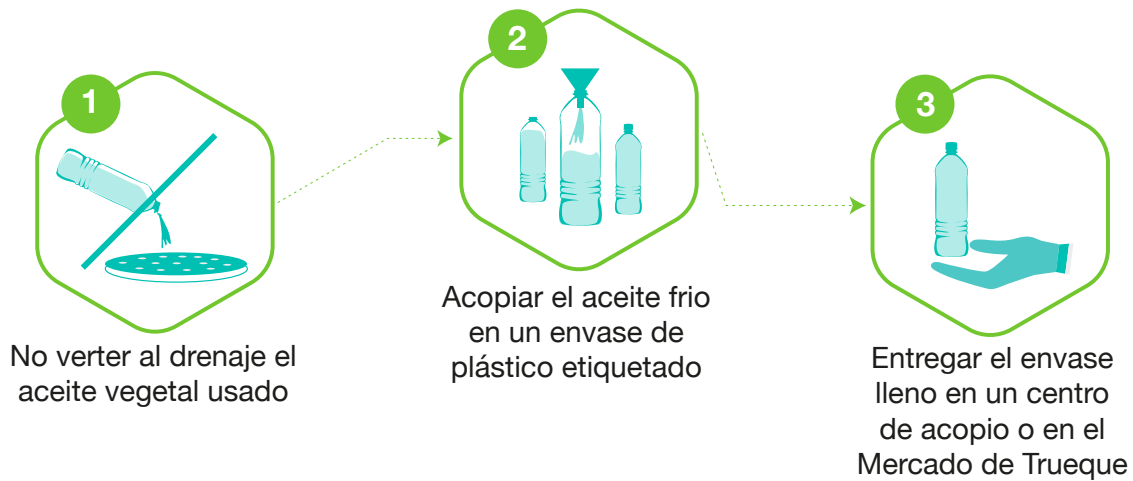 1
No verter al drenaje el
aceite vegetal usado
2
Acopiar el aceite frio
en un envase de
plástico etiquetado
3
Entregar el envase
lleno en un centro
de acopio o en el
Mercado de Trueque